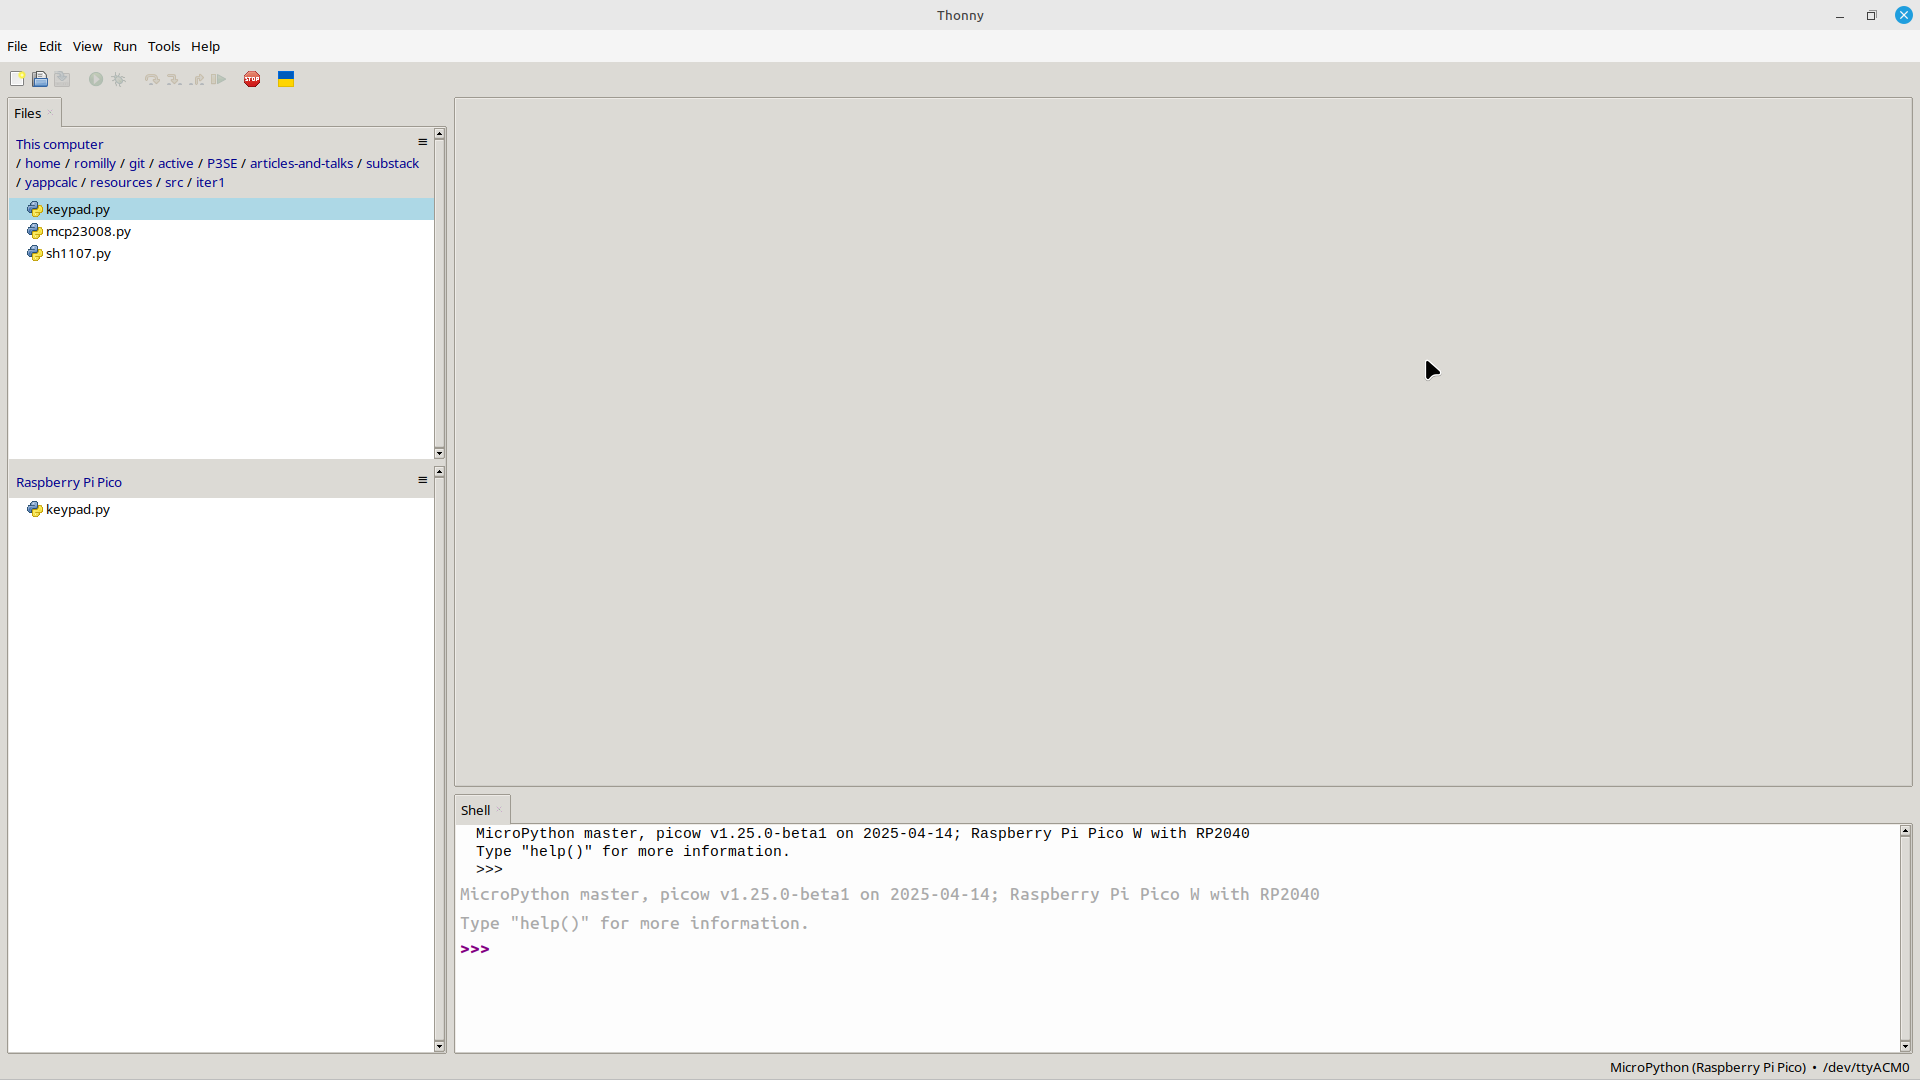 Thonny
File Edit View Run Tools Help
STOP
Files
This computer
/ home / romilly / git / active / P3SE / articles-and-talks / substack
/ yappcalc / resources / src / iter1
keypad.py
mcp23008.py
sh1107.py
Raspberry Pi Pico
keypad.py
Shell
MicroPython master, picow v1.25.0-beta1 on 2025-04-14; Raspberry Pi Pico W with RP2040
Type "help()" for more information.
>>>
MicroPython master, picow v1.25.0-beta1 on 2025-04-14; Raspberry Pi Pico W with RP2040
Type "help()" for more information.
>>>
MicroPython (Raspberry Pi Pico) • /dev/ttyACM0